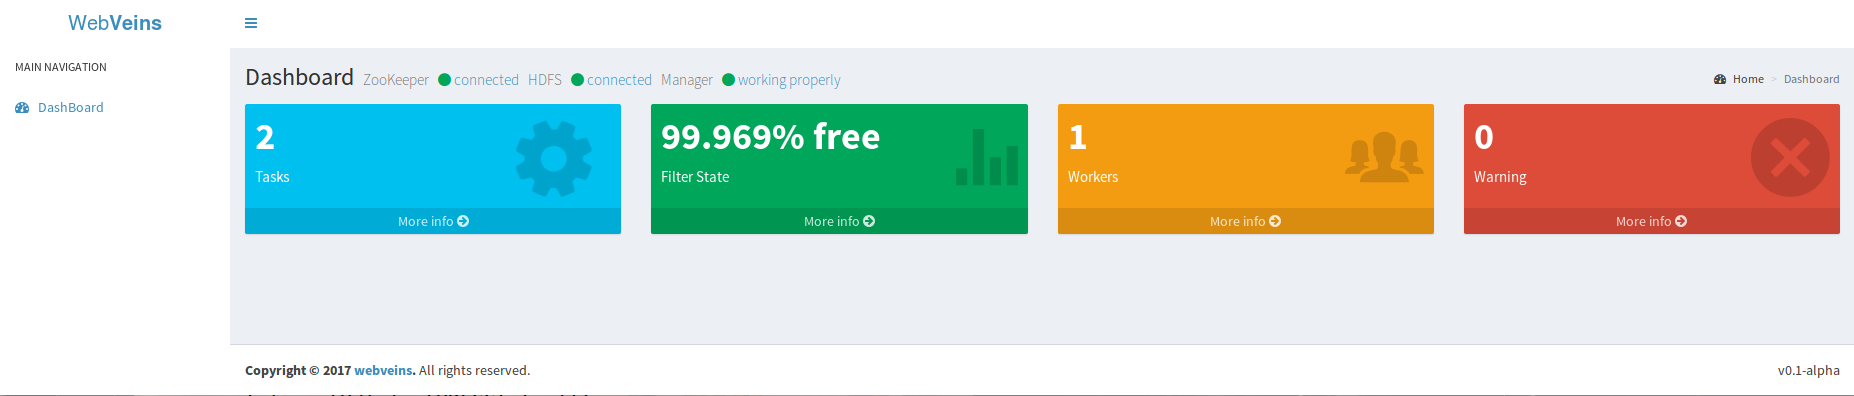 WebVeins
MAIN NAVIGATION
DashBoard
Dashboard ZooKeeper connected HDFS connected Manager working properly
Home > Dashboard
2
Tasks
More info
99.969% free
Filter State
More info
1
Workers
More info
0
Warning
More info
Copyright © 2017 webveins. All rights reserved.
v0.1-alpha